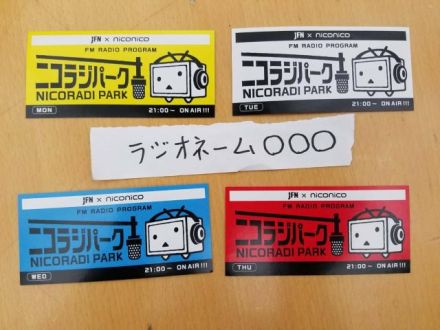 JFN × niconico
FM RADIO PROGRAM
ニコラジパーク
NICORADI PARK
MON
21:00~ ON AIR!!!
JFN × niconico
FM RADIO PROGRAM
ニコラジパーク
NICORADI PARK
TUE
21:00~ ON AIR!!!
ラジオネーム○○○
JFN × niconico
FM RADIO PROGRAM
ニコラジパーク
NICORADI PARK
WED
21:00~ ON AIR!!!
JFN × niconico
FM RADIO PROGRAM
ニコラジパーク
NICORADI PARK
THU
21:00~ ON AIR!!!